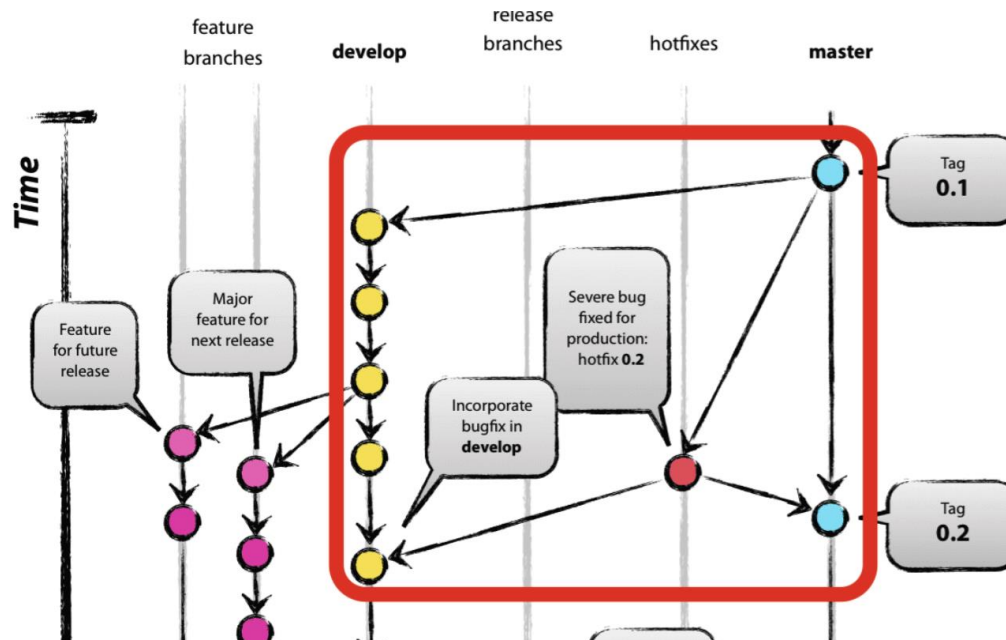 feature
branches
develop
release
branches
hotfixes
master
Time
Tag
0.1
Major
feature for
next release
Severe bug
fixed for
production:
hotfix 0.2
Feature
for future
release
Incorporate
bugfix in
develop
Tag
0.2